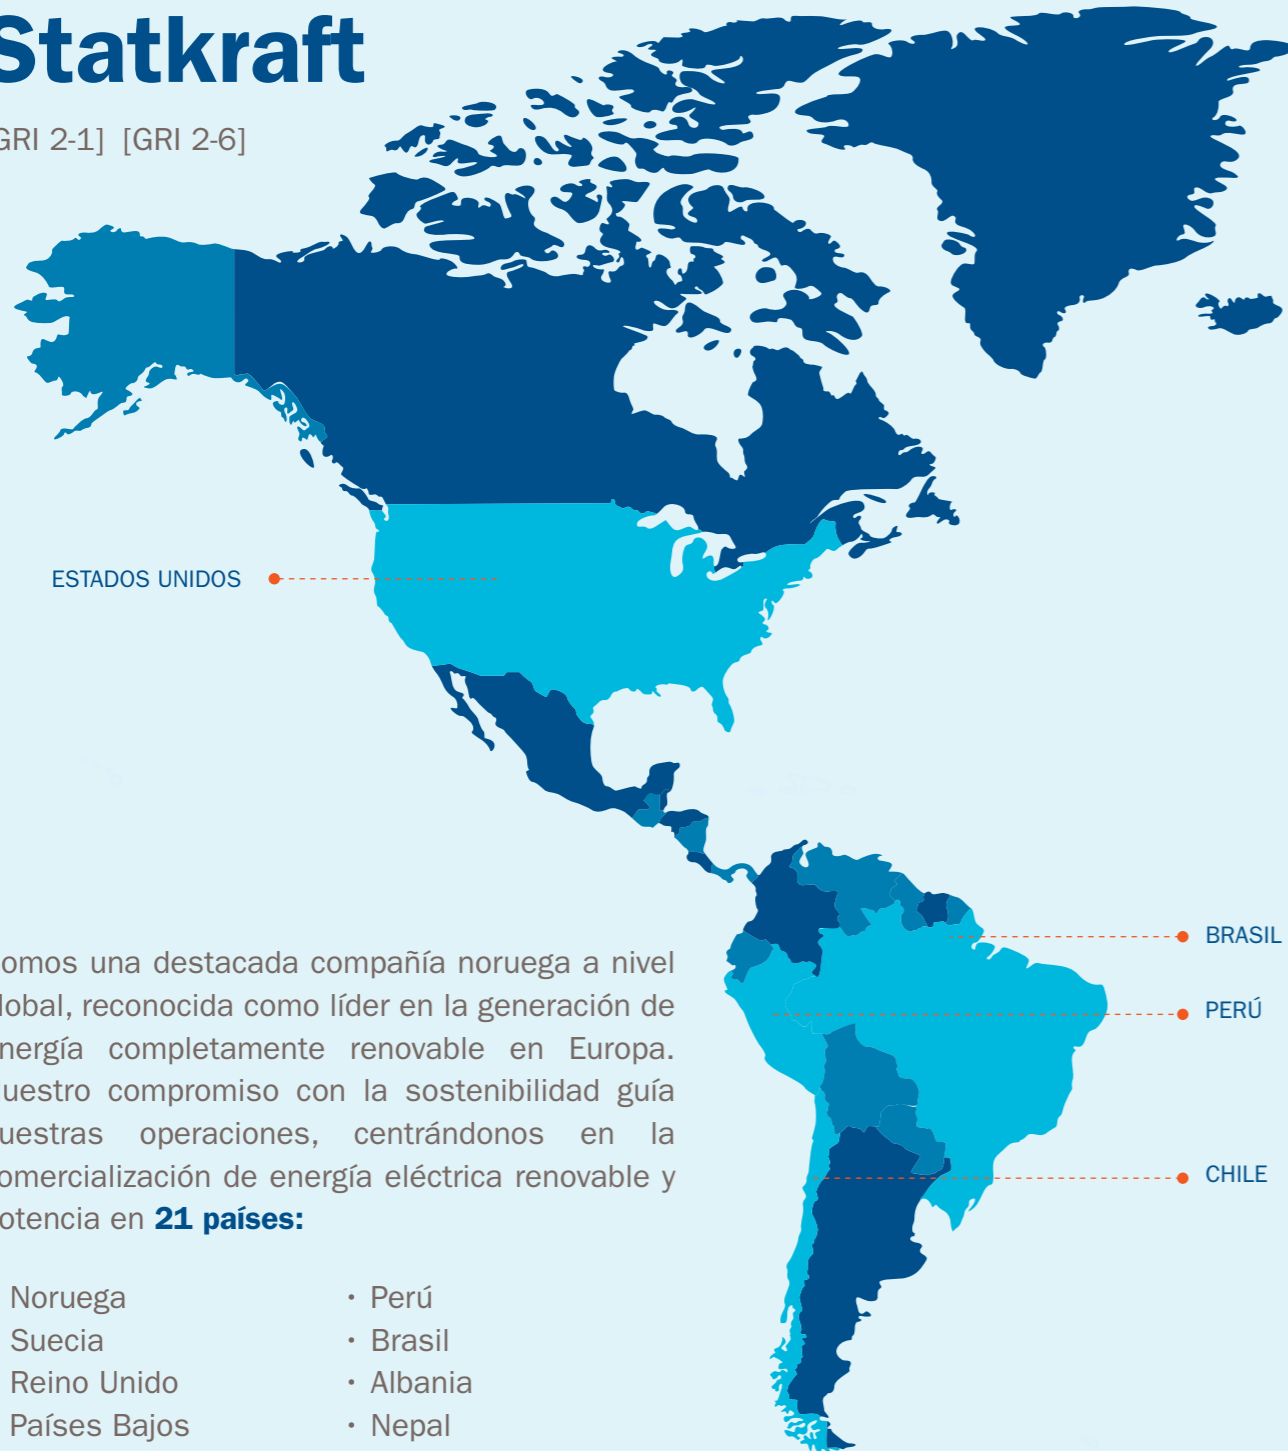 Statkraft
GRI 2-1] [GRI 2-6]
ESTADOS UNIDOS
BRASIL
PERÚ
CHILE
omos una destacada compañía noruega a nivel
lobal, reconocida como líder en la generación de
nergía completamente renovable en Europa.
uestro compromiso con la sostenibilidad guía
uestras operaciones, centrándonos en la
omercialización de energía eléctrica renovable y
otencia en 21 países:
Noruega
Suecia
Reino Unido
Países Bajos
• Perú
• Brasil
• Albania
• Nepal